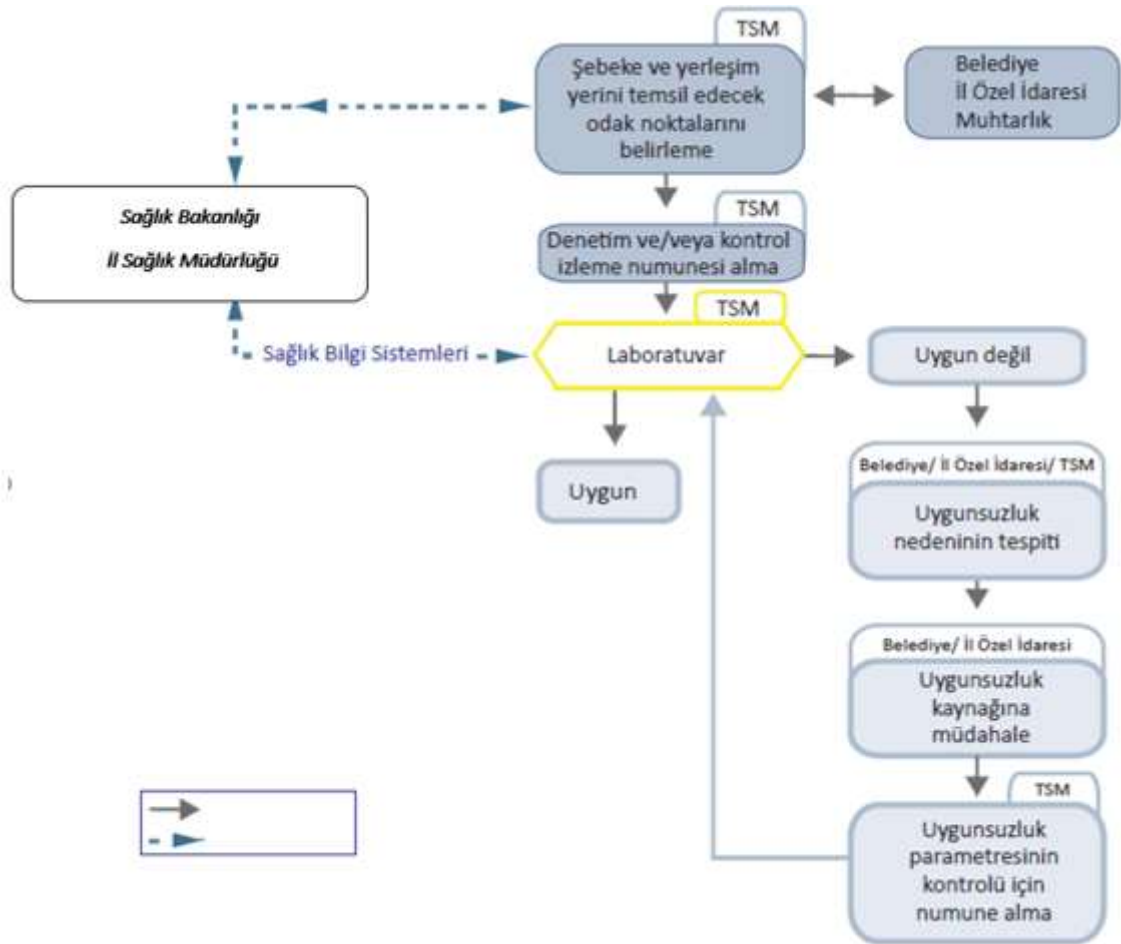 TSM
Şebeke ve yerleşim
yerini temsil edecek
odak noktalarını
belirleme
Belediye
İl Özel İdaresi
Muhtarlık
Sağlık Bakanlığı
İl Sağlık Müdürlüğü
TSM
Denetim ve/veya kontrol
izleme numunesi alma
TSM
Sağlık Bilgi Sistemleri
Laboratuvar
Uygun değil
Uygun
Belediye/ İl Özel İdaresi/ TSM
Uygunsuzluk
nedeninin tespiti
Belediye/ İl Özel İdaresi
Uygunsuzluk
kaynağına
müdahale
TSM
Uygunsuzluk
parametresinin
kontrolü için
numune alma